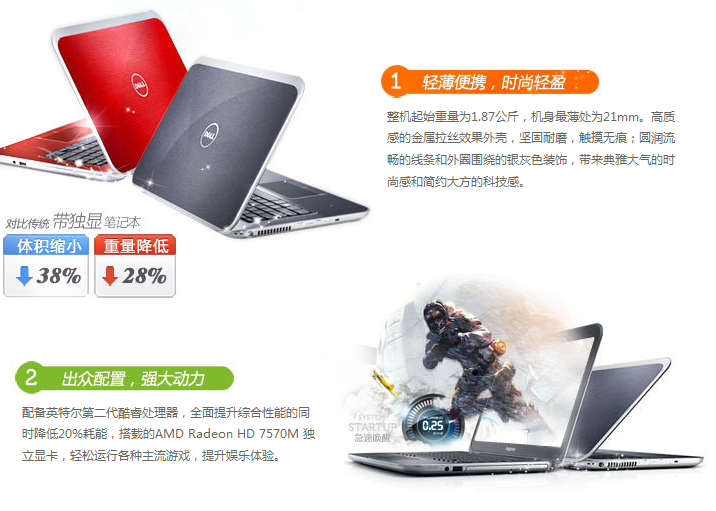 DELL
DELL
1 轻薄便携，时尚轻盈
整机起始重量为1.87公斤，机身最薄处为21mm。高质
感的金属拉丝效果外壳，坚固耐磨，触摸无痕；圆润流
畅的线条和外圈围绕的银灰色装饰，带来典雅大气的时
尚感和简约大方的科技感。
对比传统 带独显 笔记本
体积缩小 重量降低
38% 28%
2 出众配置，强大动力
配备英特尔第二代酷睿处理器，全面提升综合性能的同
时降低20%耗能，搭载的AMD Radeon HD 7570M 独
立显卡，轻松运行各种主流游戏，提升娱乐体验。
SYSTEM
STARTUP
急速唤醒
TURBO
0.25